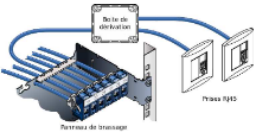 Boîte de
dérivation
Prises RJ45
Panneau de brassage